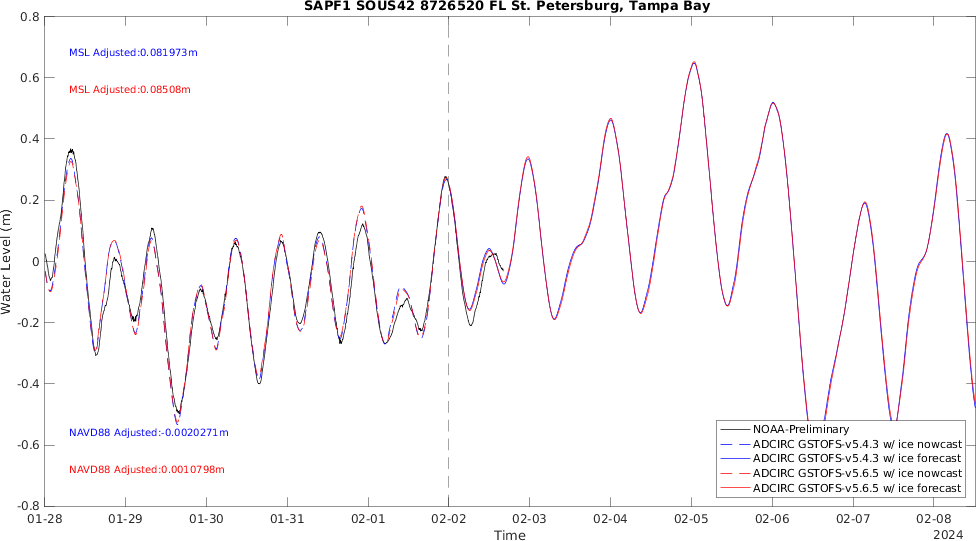 SAPF1 SOUS42 8726520 FL St. Petersburg, Tampa Bay
0.8
0.6
0.4
0.2
0
-0.2
-0.4
-0.6
-0.8
Water Level (m)
MSL Adjusted:0.081973m
MSL Adjusted:0.08508m
NAVD88 Adjusted:-0.0020271m
NAVD88 Adjusted:0.0010798m
NOAA-Preliminary
ADCIRC GSTOFS-v5.4.3 w/ ice nowcast
ADCIRC GSTOFS-v5.4.3 w/ ice forecast
ADCIRC GSTOFS-v5.6.5 w/ ice nowcast
ADCIRC GSTOFS-v5.6.5 w/ ice forecast
01-28 01-29 01-30 01-31 02-01 02-02 02-03 02-04 02-05 02-06 02-07 02-08
2024
Time